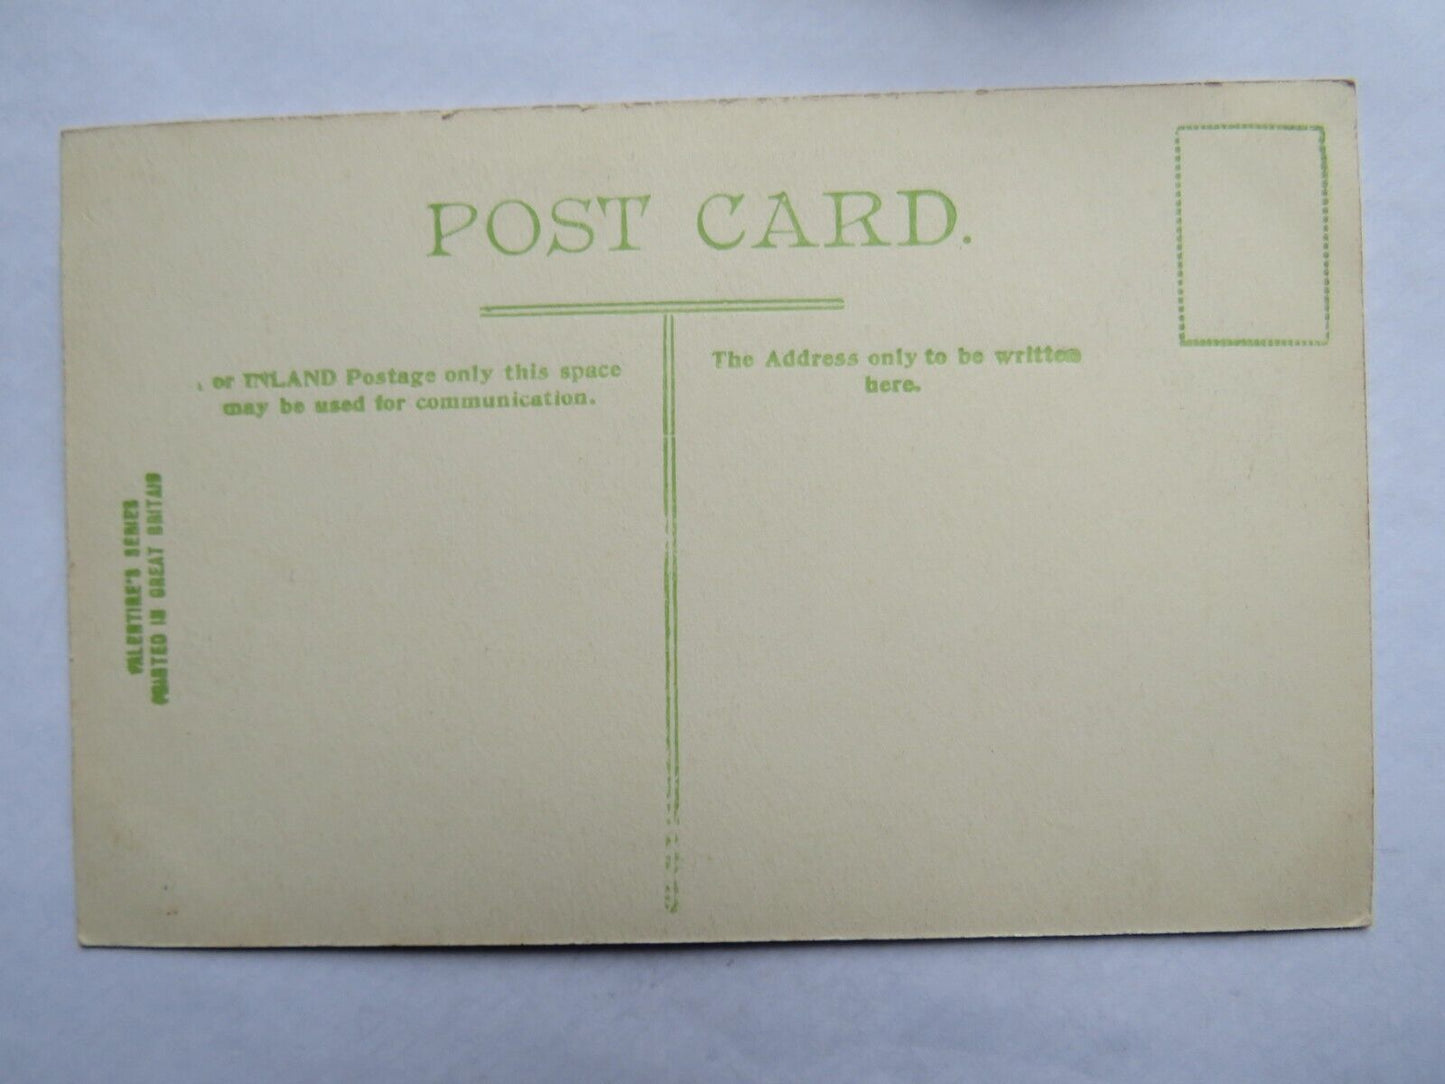 POST CARD.
or INLAND Postage only this space
may be used for communication.
The Address only to be written
here.
VALENTINE'S SERIES
PRINTED IN GREAT BRITAIN